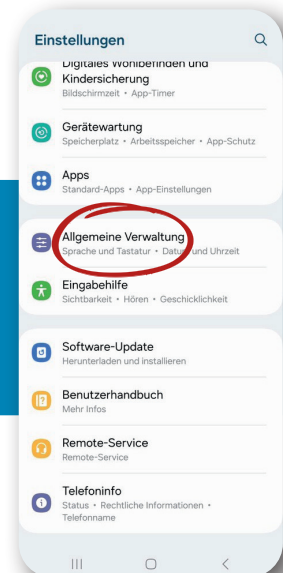 Einstellungen
Digitales Wohlbefinden und
Kindersicherung
Bildschirmzeit • App-Timer
Gerätewartung
Speicherplatz • Arbeitsspeicher • App-Schutz
Apps
Standard-Apps • App-Einstellungen
Allgemeine Verwaltung
Sprache und Tastatur • Datum und Uhrzeit
Eingabehilfe
Sichtbarkeit • Hören • Geschicklichkeit
Software-Update
Herunterladen und installieren
Benutzerhandbuch
Mehr Infos
Remote-Service
Remote-Service
Telefoninfo
Status • Rechtliche Informationen •
Telefonname